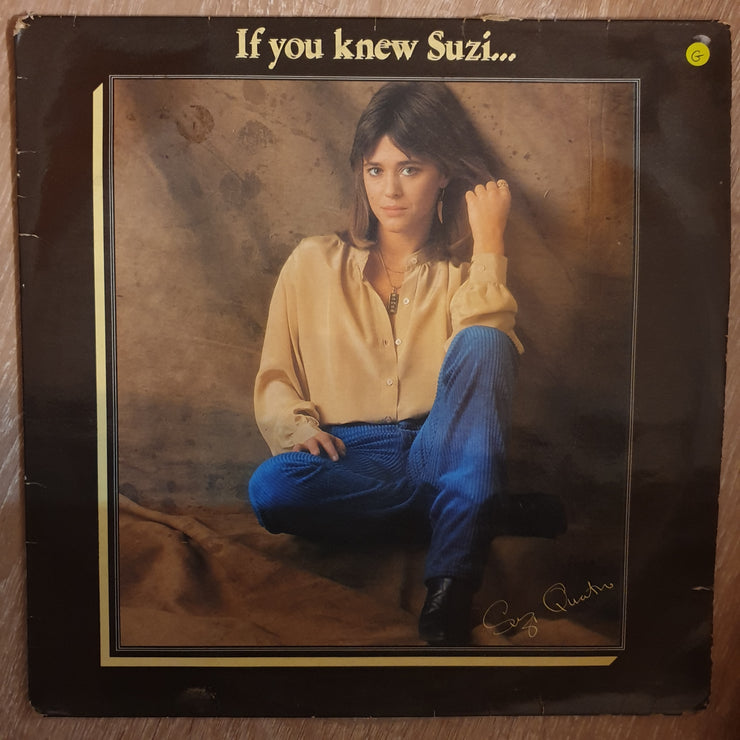 If you knew Suzi...
G
Suzi Quatro